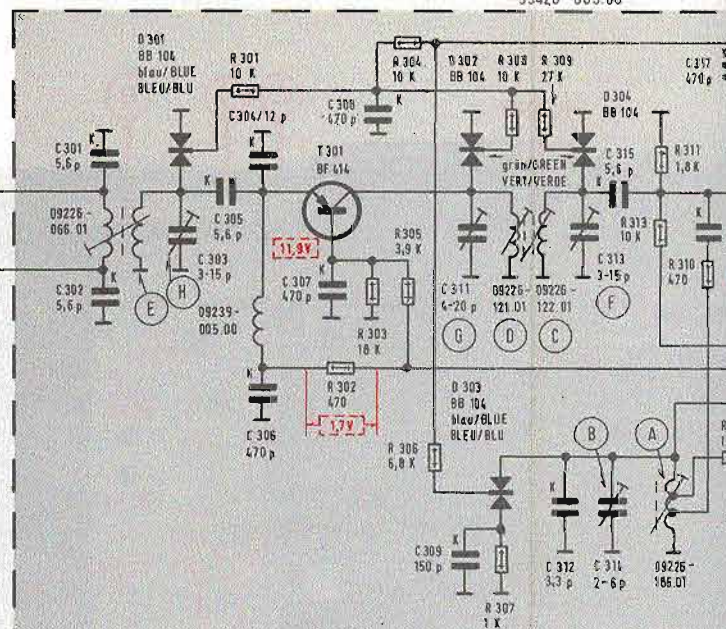 D 301
BB 104
blau/BLUE
BLEU/BLU
R 301
10 K
R 304
10 K
D 302
BB 104
R 308
10 K
R 309
27 K
C 317
470 p
C 308
470 p
K
D 304
BB 104
C 301
5,6 p
K
K
C 304/12 p
K
T 301
BF 414
K
grün/GREEN
VERT/VERDE
C 315
5,6 p
K
R 311
1,8 K
09226-
066.01
C 305
5,6 p
K
11,9V
R 305
3,9 K
K
R 313
10 K
K
C 302
5,6 p
K
E
H
C 303
3-15 p
09239-
005.00
C 307
470 p
K
R 303
18 K
C 311
4-20 p
09226-
121.01
09226-
122.01
C 313
3-15 p
R 310
470
G
D
C
F
K
C 306
470 p
R 302
470
1,7V
D 303
BB 104
blau/BLUE
BLEU/BLU
R 306
6,8 K
B
A
K
C 309
150 p
K
R 307
1 K
C 312
3,3 p
C 314
2-6 p
09226-